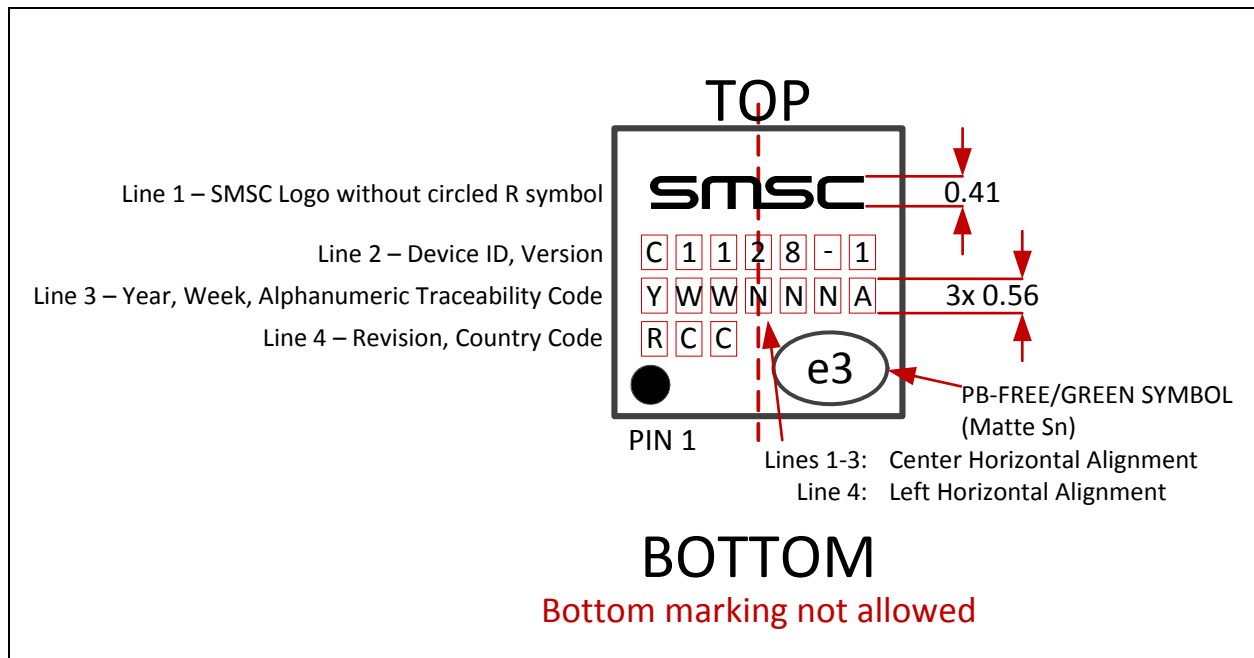 TOP
Line 1 – SMSC Logo without circled R symbol
SMSC
0.41
Line 2 – Device ID, Version
C 1 1 2 8 - 1
Line 3 – Year, Week, Alphanumeric Traceability Code
Y W W N N N A
3x 0.56
Line 4 – Revision, Country Code
R C C
e3
PB-FREE/GREEN SYMBOL
(Matte Sn)
PIN 1
Lines 1-3: Center Horizontal Alignment
Line 4: Left Horizontal Alignment
BOTTOM
Bottom marking not allowed